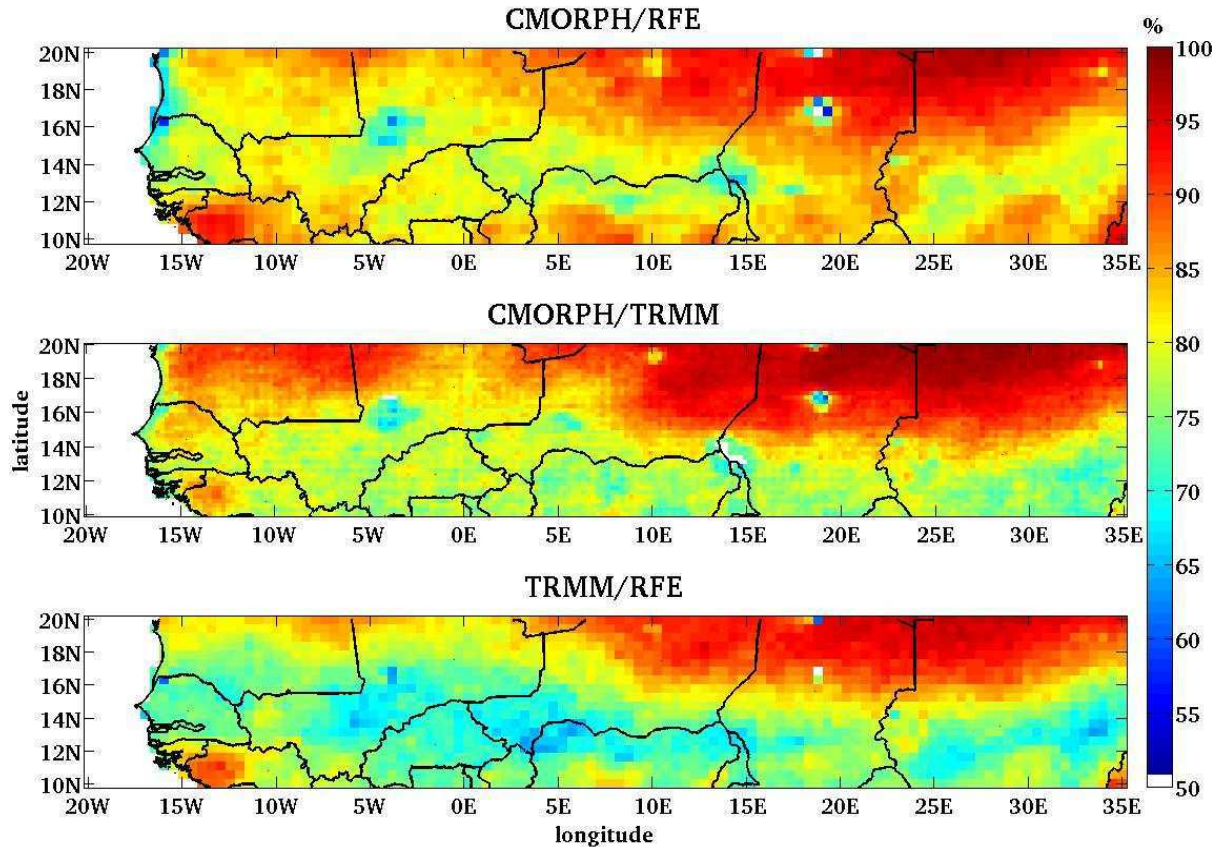 CMORPH/RFE
%
20N
18N
16N
14N
12N
10N
20W 15W 10W 5W 0E 5E 10E 15E 20E 25E 30E 35E
CMORPH/TRMM
20N
18N
16N
14N
12N
10N
20W 15W 10W 5W 0E 5E 10E 15E 20E 25E 30E 35E
latitude
TRMM/RFE
20N
18N
16N
14N
12N
10N
20W 15W 10W 5W 0E 5E 10E 15E 20E 25E 30E 35E
longitude
100
95
90
85
80
75
70
65
60
55
50